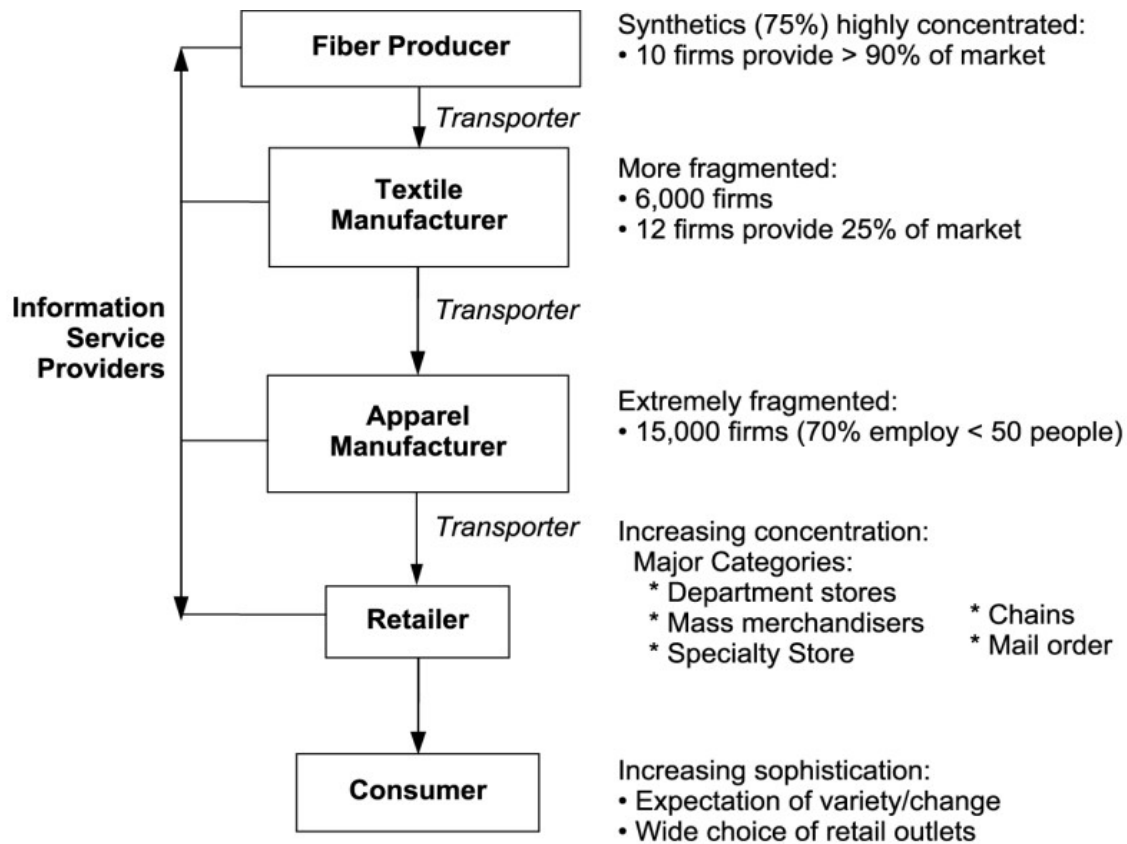 Fiber Producer
Synthetics (75%) highly concentrated:
• 10 firms provide > 90% of market
Transporter
Textile
Manufacturer
More fragmented:
• 6,000 firms
• 12 firms provide 25% of market
Transporter
Information
Service
Providers
Apparel
Manufacturer
Extremely fragmented:
• 15,000 firms (70% employ < 50 people)
Transporter
Retailer
Increasing concentration:
Major Categories:
* Department stores
* Mass merchandisers
* Specialty Store
* Chains
* Mail order
Consumer
Increasing sophistication:
• Expectation of variety/change
• Wide choice of retail outlets